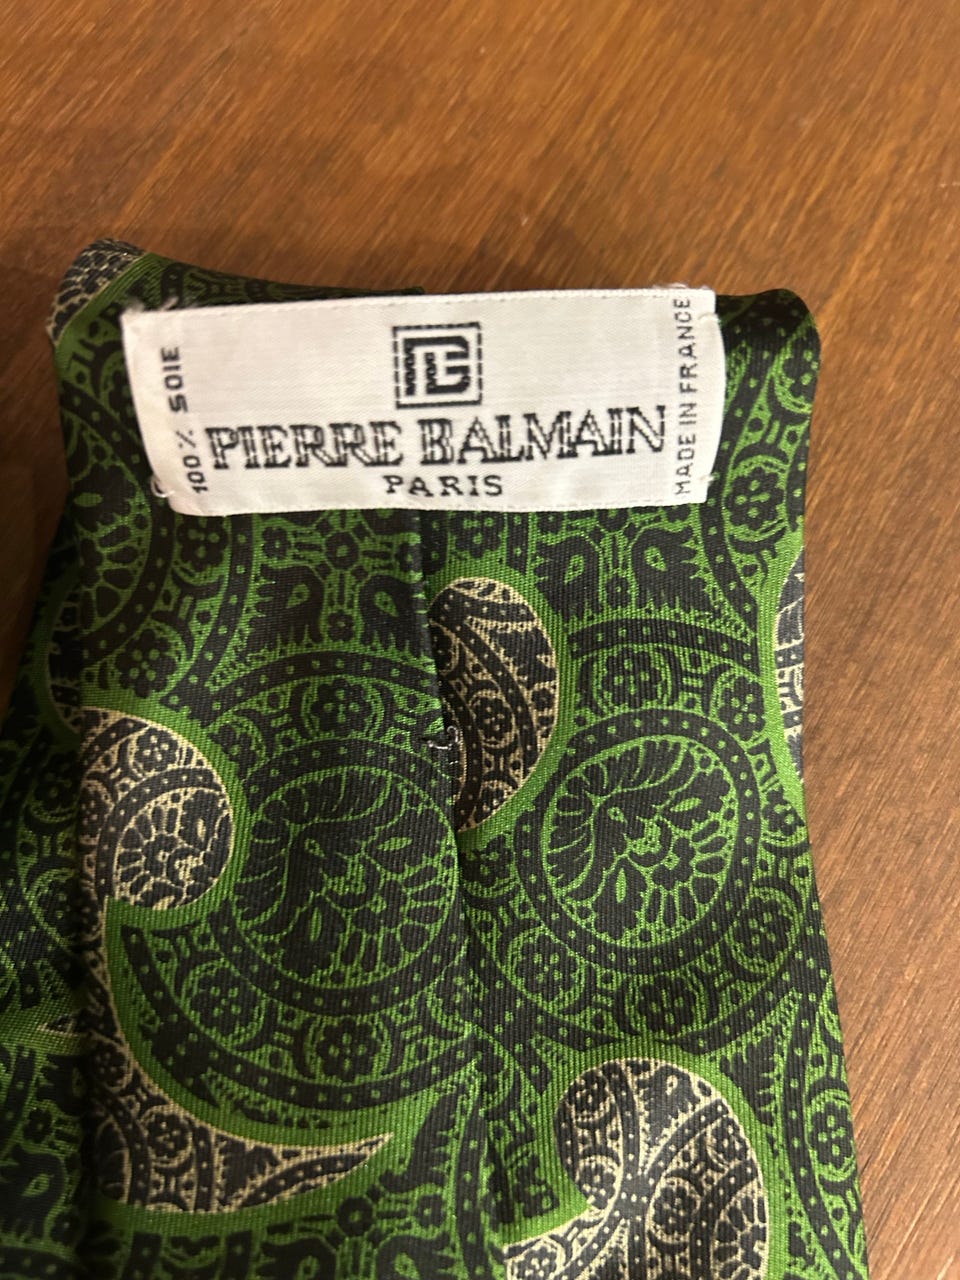 100% SOIE
PIERRE BALMAIN
PARIS
MADE IN FRANCE